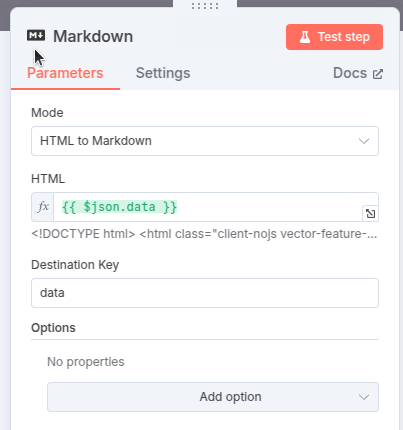 Markdown
Test step
Parameters
Settings
Docs
Mode
HTML to Markdown
HTML
fx
{{ $json.data }}
<!DOCTYPE html> <html class="client-nojs vector-feature-...
Destination Key
data
Options
No properties
Add option